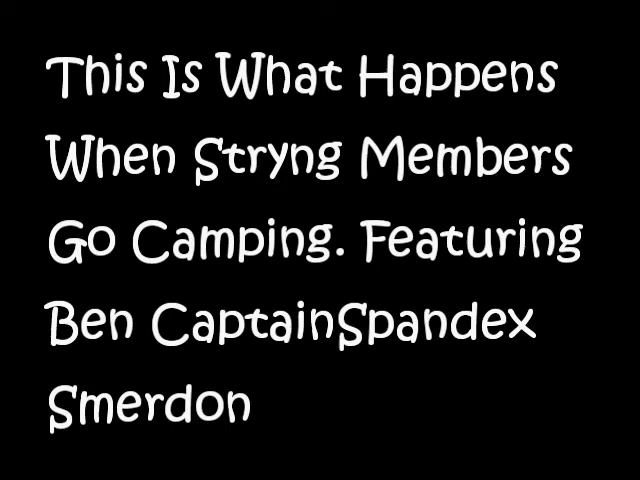 This Is What Happens
When Stryng Members
Go Camping. Featuring
Ben CaptainSpandex
Smerdon